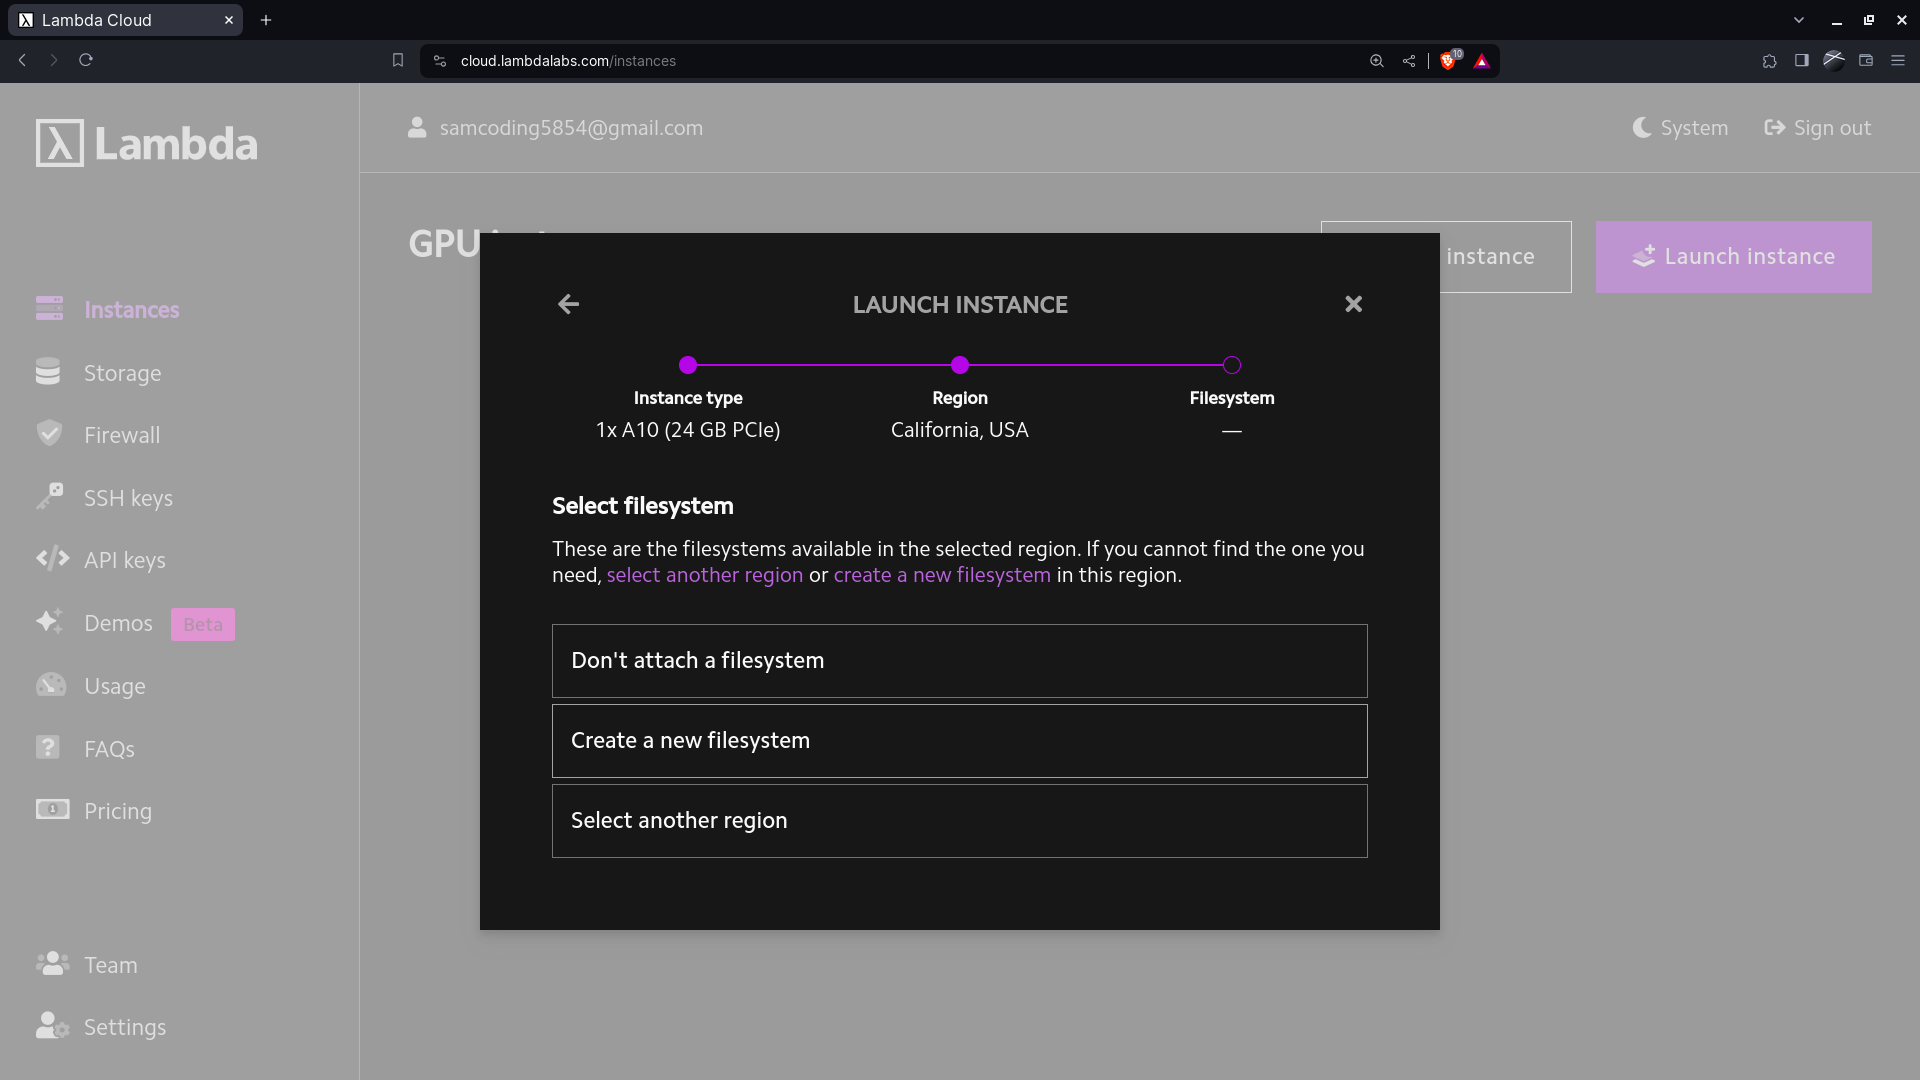 Lambda Cloud
cloud.lambdalabs.com/instances
10
Lambda
samcoding5854@gmail.com
System
Sign out
GPU
instance
Launch instance
Instances
Storage
Firewall
SSH keys
API keys
Demos Beta
Usage
FAQs
Pricing
Team
Settings
LAUNCH INSTANCE
Instance type
1x A10 (24 GB PCIe)
Region
California, USA
Filesystem
—
Select filesystem
These are the filesystems available in the selected region. If you cannot find the one you
need, select another region or create a new filesystem in this region.
Don't attach a filesystem
Create a new filesystem
Select another region